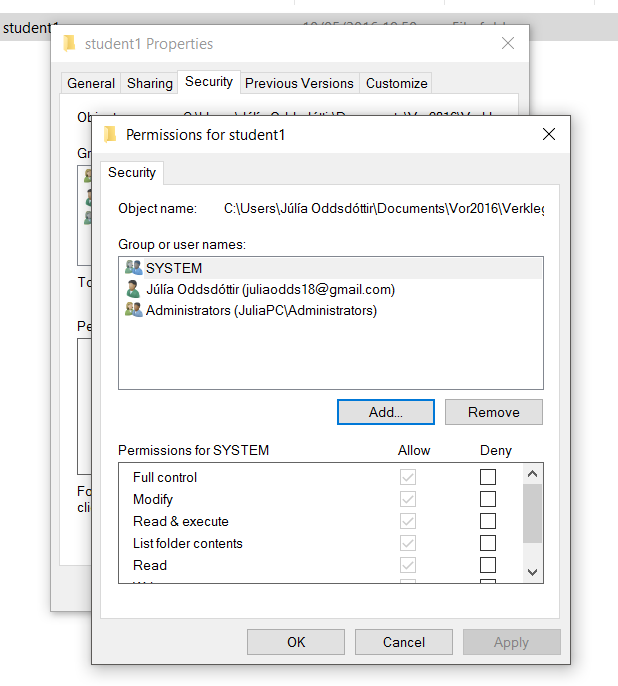 student1
student1 Properties
General Sharing Security Previous Versions Customize
Permissions for student1
Security
Object name: C:\Users\Júlía Oddsdóttir\Documents\Vor2016\Verkleg
Group or user names:
SYSTEM
Júlía Oddsdóttir (juliaodds18@gmail.com)
Administrators (JuliaPC\Administrators)
Add... Remove
Permissions for SYSTEM Allow Deny
Full control
Modify
Read & execute
List folder contents
Read
OK Cancel Apply